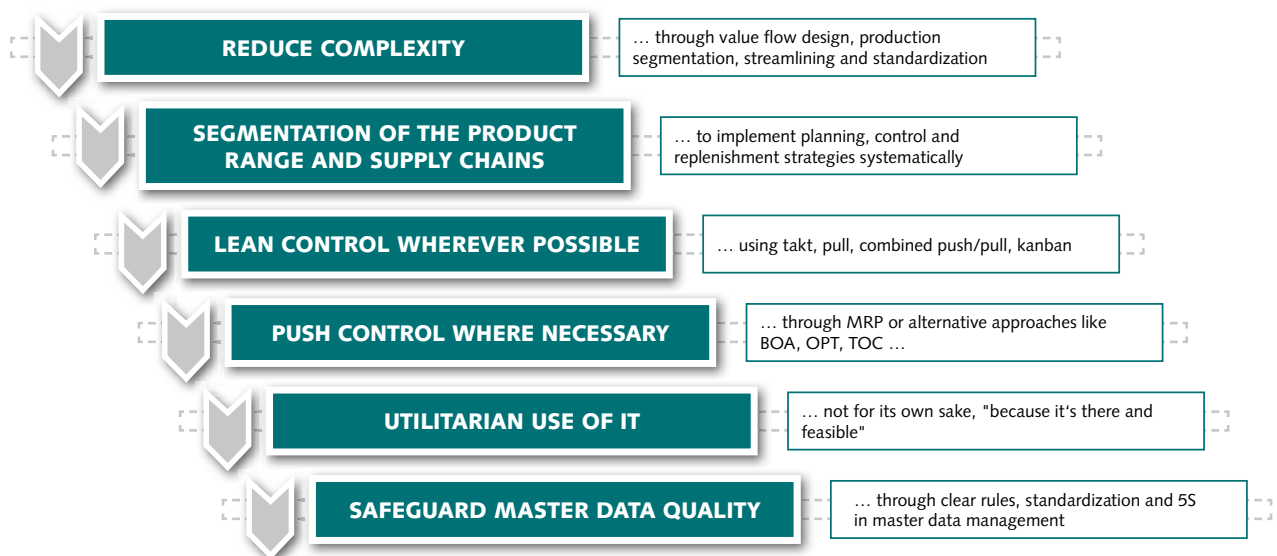 REDUCE COMPLEXITY
… through value flow design, production
segmentation, streamlining and standardization
SEGMENTATION OF THE PRODUCT
RANGE AND SUPPLY CHAINS
… to implement planning, control and
replenishment strategies systematically
LEAN CONTROL WHEREVER POSSIBLE
… using takt, pull, combined push/pull, kanban
PUSH CONTROL WHERE NECESSARY
… through MRP or alternative approaches like
BOA, OPT, TOC …
UTILITARIAN USE OF IT
… not for its own sake, "because it's there and
feasible"
SAFEGUARD MASTER DATA QUALITY
… through clear rules, standardization and 5S
in master data management